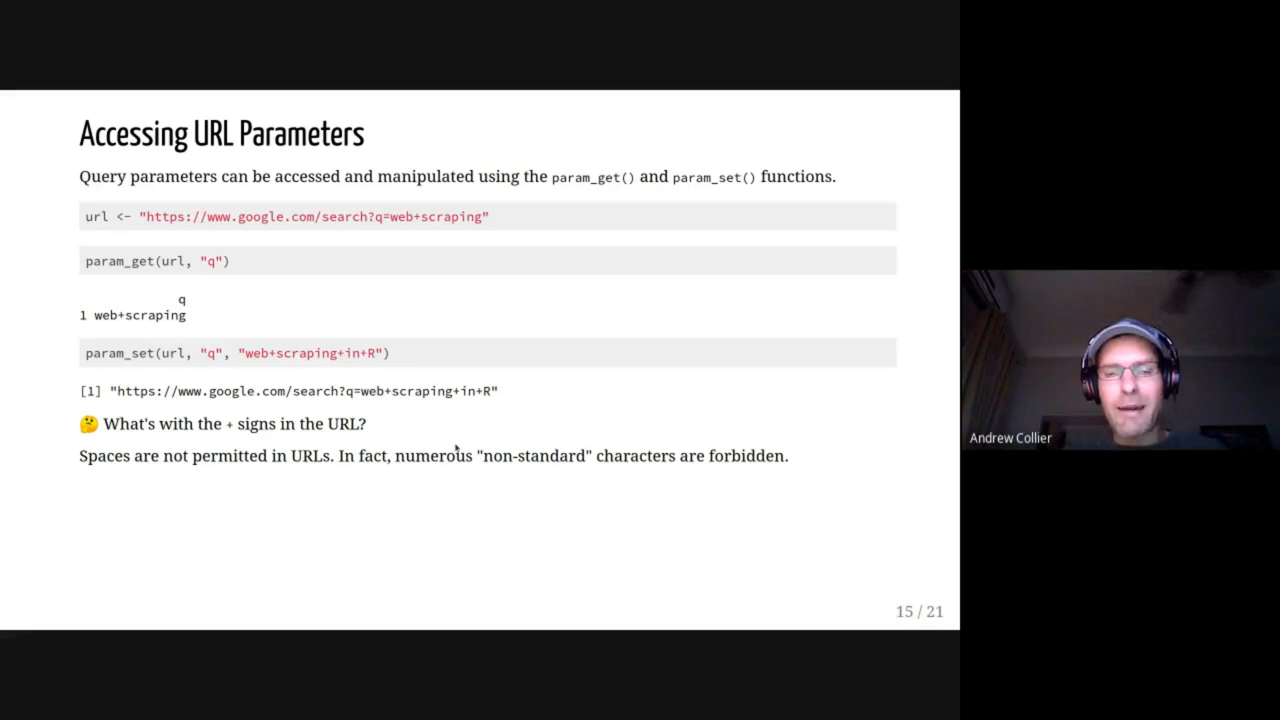 Accessing URL Parameters
Query parameters can be accessed and manipulated using the param_get() and param_set() functions.
url <- "https://www.google.com/search?q=web+scraping"
param_get(url, "q")
q
1 web+scraping
param_set(url, "q", "web+scraping+in+R")
[1] "https://www.google.com/search?q=web+scraping+in+R"
🤔 What's with the + signs in the URL?
Spaces are not permitted in URLs. In fact, numerous "non-standard" characters are forbidden.
15 / 21
Andrew Collier